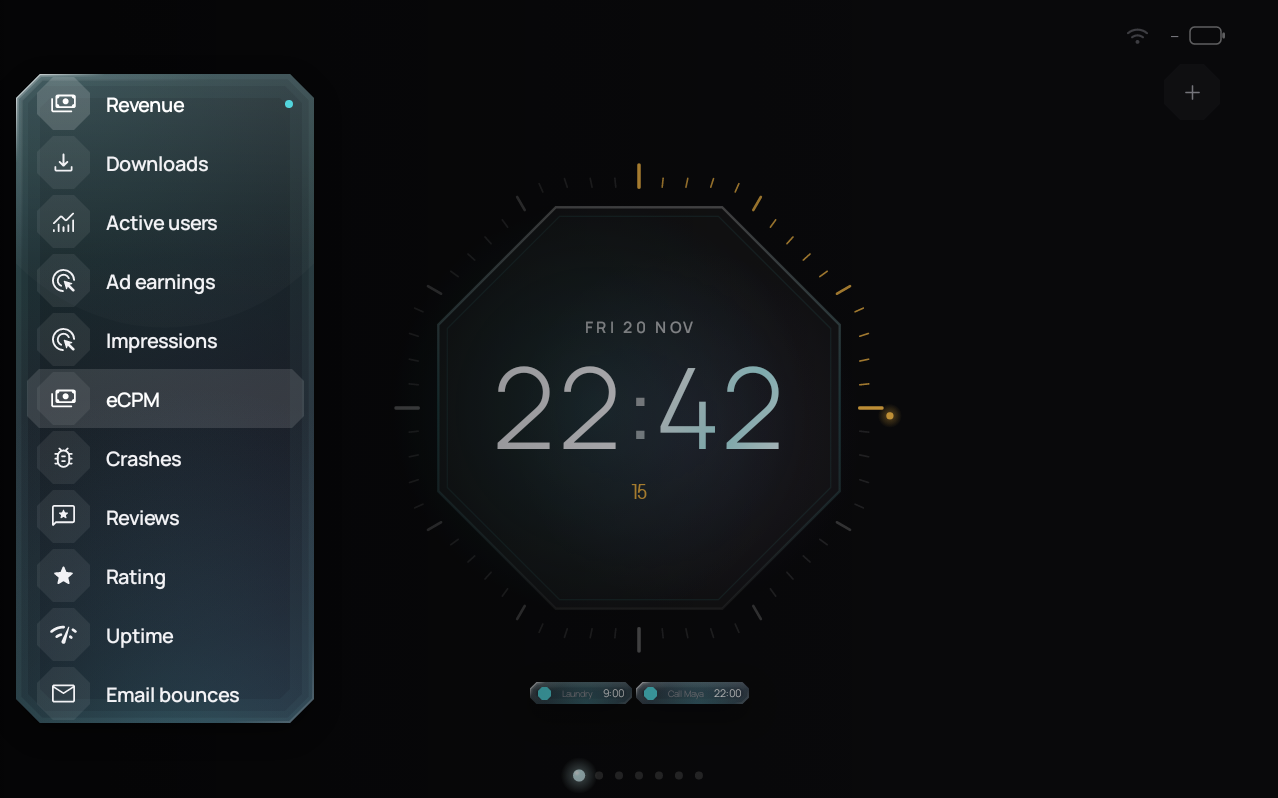 –
Revenue
Downloads
Active users
Ad earnings
Impressions
eCPM
Crashes
Reviews
Rating
Uptime
Email bounces
FRI 20 NOV
22:42
15
Laundry 9:00
Call Maya 22:00